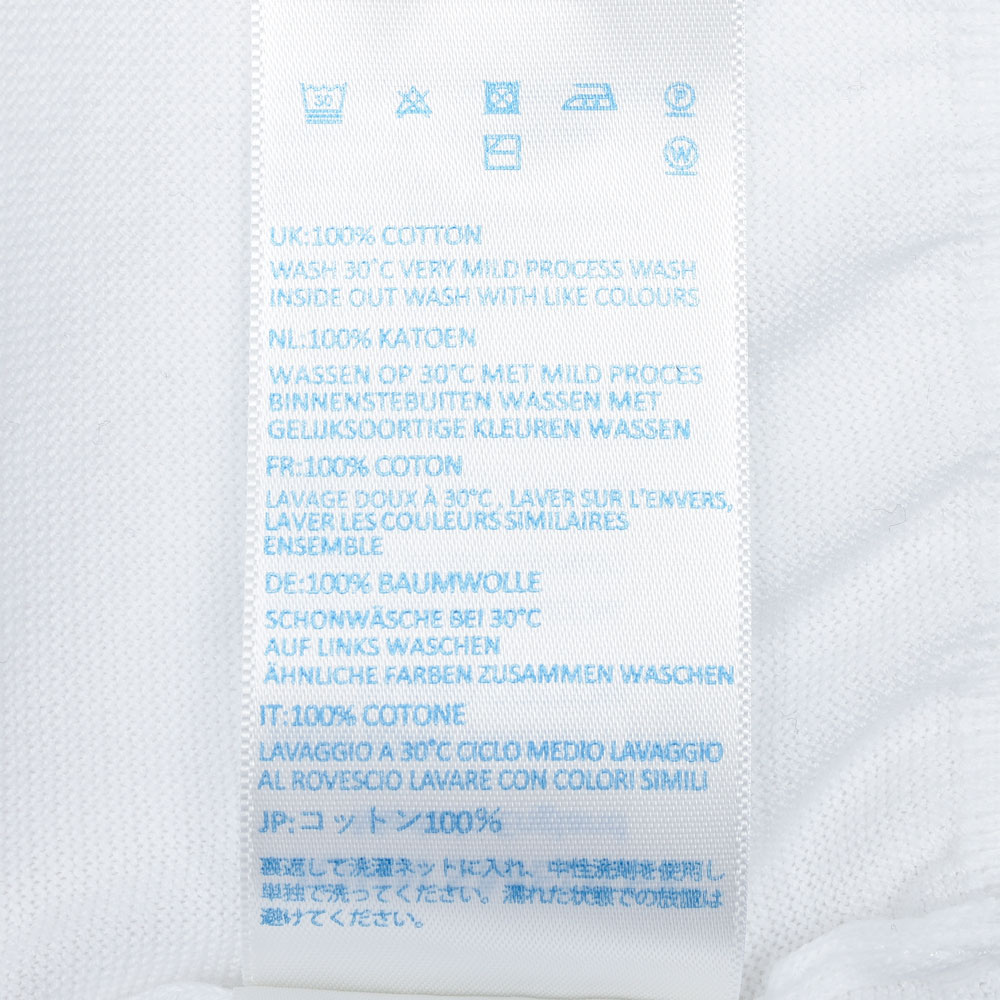 30
P
W
UK:100% COTTON
WASH 30°C VERY MILD PROCESS WASH
INSIDE OUT WASH WITH LIKE COLOURS
NL:100% KATOEN
WASSEN OP 30°C MET MILD PROCES
BINNENSTEBUITEN WASSEN MET
GELIJKSOORTIGE KLEUREN WASSEN
FR:100% COTON
LAVAGE DOUX À 30°C , LAVER SUR L'ENVERS,
LAVER LES COULEURS SIMILAIRES
ENSEMBLE
DE:100% BAUMWOLLE
SCHONWÄSCHE BEI 30°C
AUF LINKS WASCHEN
ÄHNLICHE FARBEN ZUSAMMEN WASCHEN
IT:100% COTONE
LAVAGGIO A 30°C CICLO MEDIO LAVAGGIO
AL ROVESCIO LAVARE CON COLORI SIMILI
JP:コットン100%
裏返して洗濯ネットに入れ、中性洗剤を使用し
単独で洗ってください。濡れた状態での放置は
避けてください。